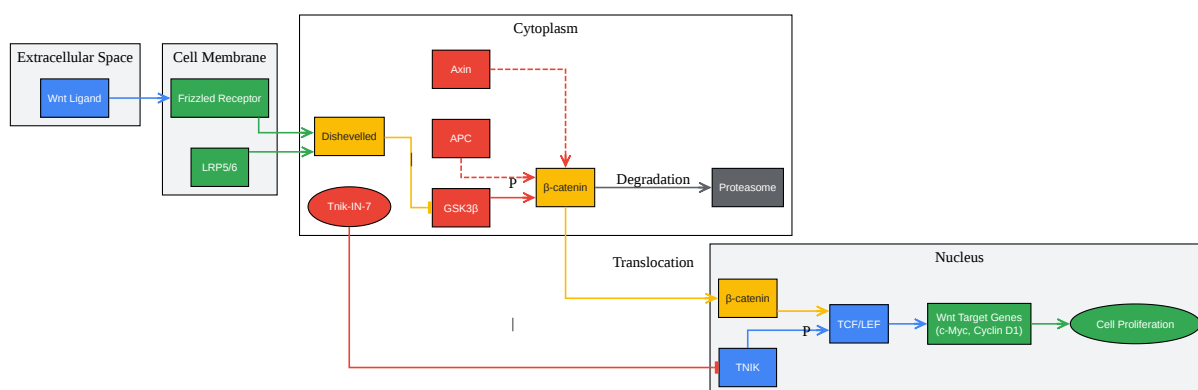 Extracellular Space
Wnt Ligand
Cell Membrane
Frizzled Receptor
LRP5/6
Cytoplasm
Axin
APC
Dishevelled
|
P
Tnik-IN-7
GSK3β
β-catenin
Degradation
Proteasome
Translocation
|
Nucleus
β-catenin
TCF/LEF
P
TNIK
Wnt Target Genes
(c-Myc, Cyclin D1)
Cell Proliferation